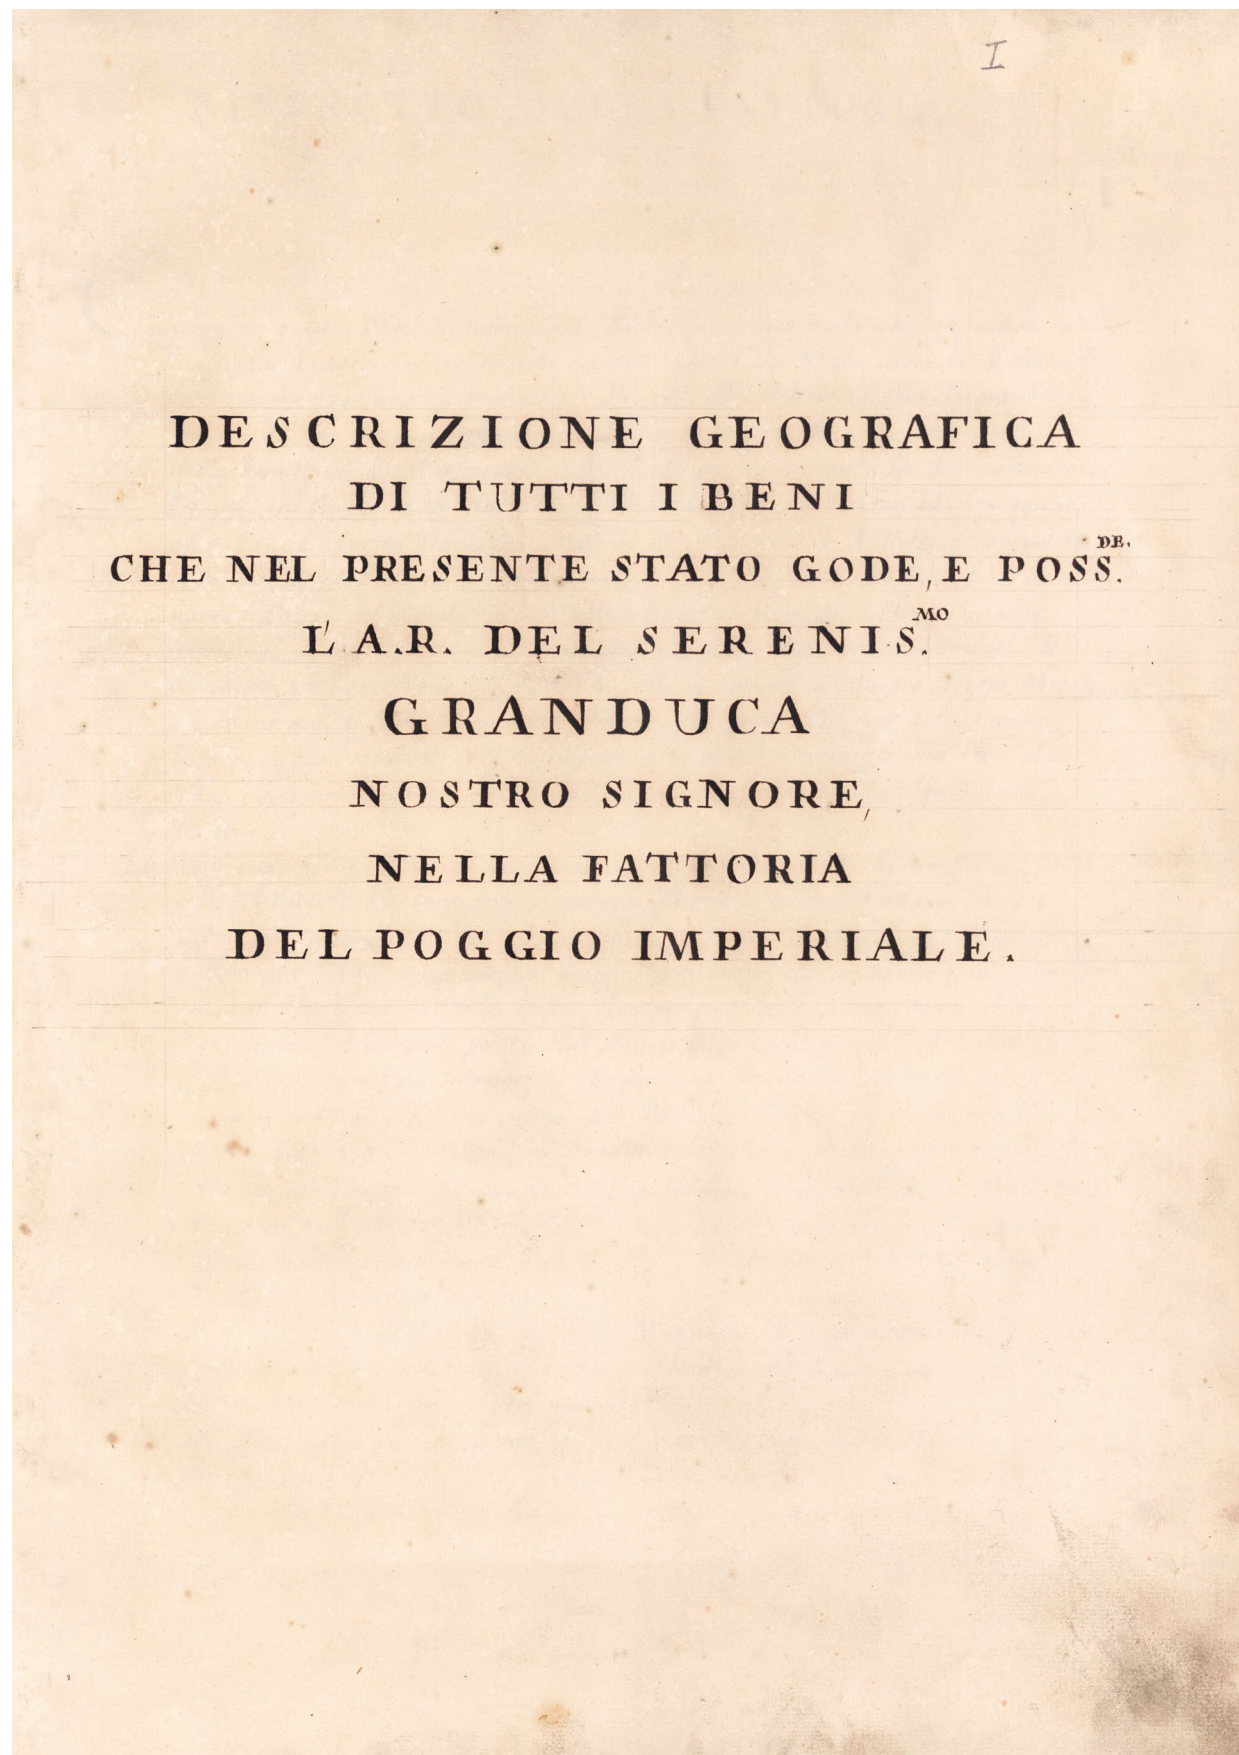 I
DESCRIZIONE GEOGRAFICA
DI TUTTI I BENI
CHE NEL PRESENTE STATO GODE, E POSS.DE.
L'A.R. DEL SERENIS.MO
GRANDUCA
NOSTRO SIGNORE,
NELLA FATTORIA
DEL POGGIO IMPERIALE.